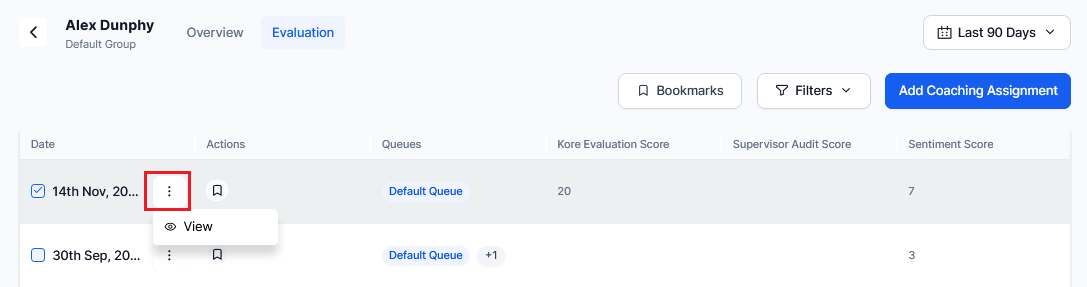 Alex Dunphy
Default Group
Overview
Evaluation
Last 90 Days
Bookmarks
Filters
Add Coaching Assignment
Date Actions Queues Kore Evaluation Score Supervisor Audit Score Sentiment Score
14th Nov, 20... Default Queue 20 7
View
30th Sep, 20... Default Queue +1 3